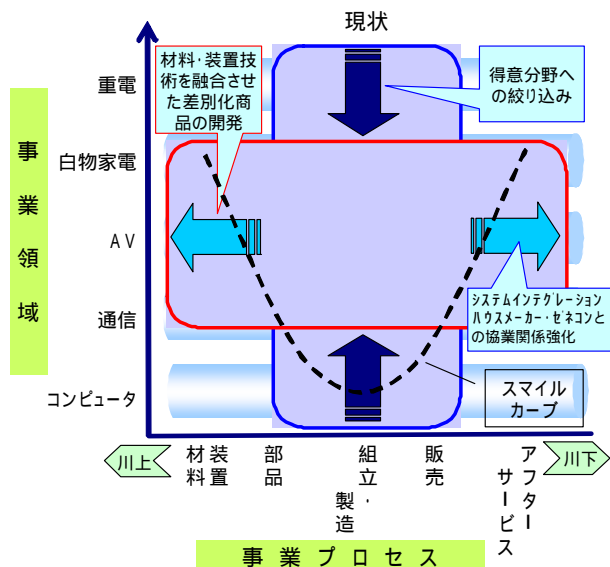 現状
重電
材料･装置技
術を融合させ
た差別化商
品の開発
得意分野へ
の絞り込み
事業領域
白物家電
AV
通信
コンピュータ
ｼｽﾃﾑｲﾝﾃｸﾞﾚｰｼｮﾝ
ﾊｳｽﾒｰｶｰ･ｾﾞﾈｺﾝと
の協業関係強化
スマイル
カーブ
川上
材料
装置
部品
組立･
製造
販売
アフター
サービス
川下
事業プロセス